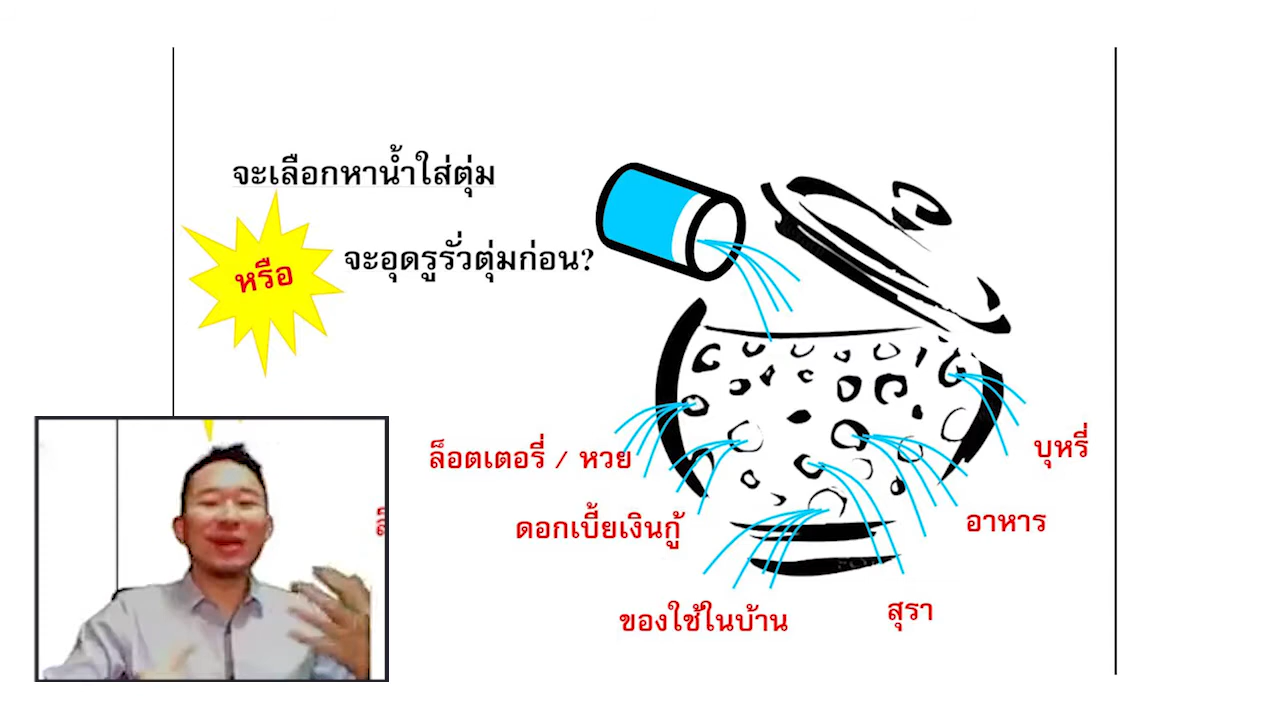 จะเลือกหาน้ำใส่ตุ่ม
หรือ
จะอุดรูรั่วตุ่มก่อน?
บุหรี่
ล็อตเตอรี่ / หวย
อาหาร
ดอกเบี้ยเงินกู้
สุรา
ของใช้ในบ้าน